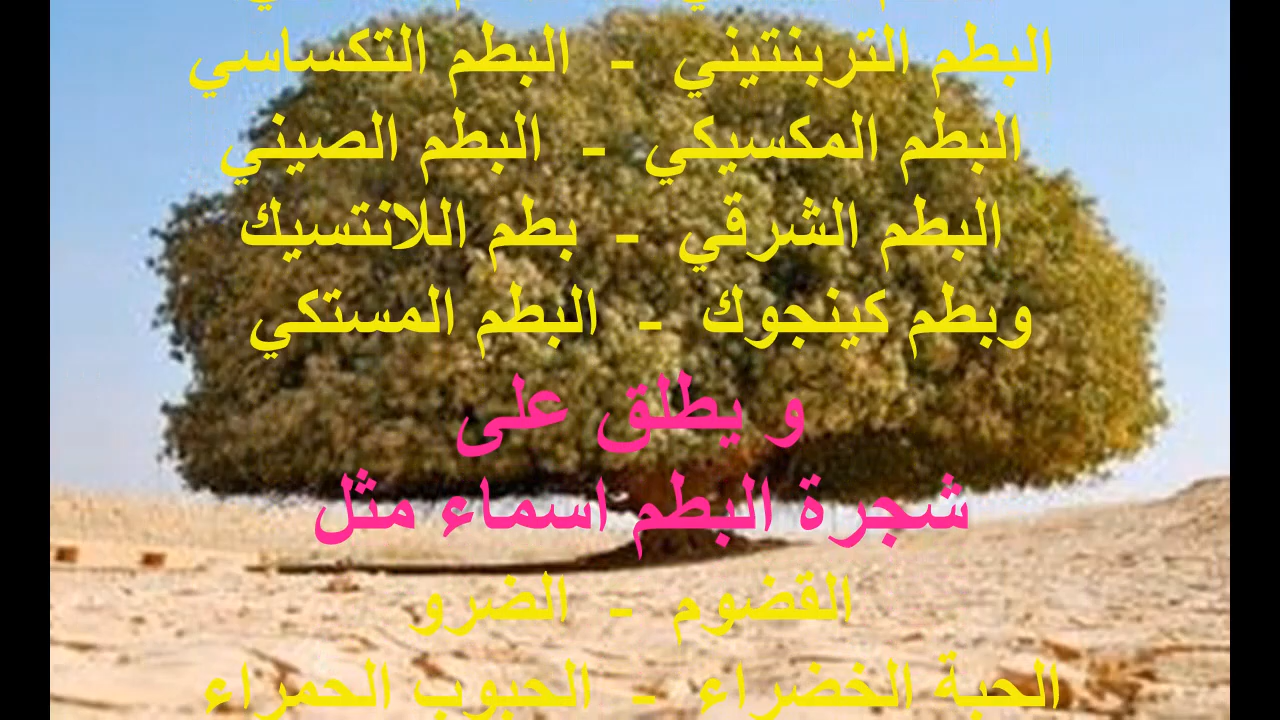 البطم التربنتيني - البطم التكساسي
البطم المكسيكي - البطم الصيني
البطم الشرقي - بطم اللانتسيك
وبطم كينجوك - البطم المستكي
و يطلق على
شجرة البطم اسماء مثل
القضوم - الضرو
الحبة الخضراء - الحبوب الحمراء